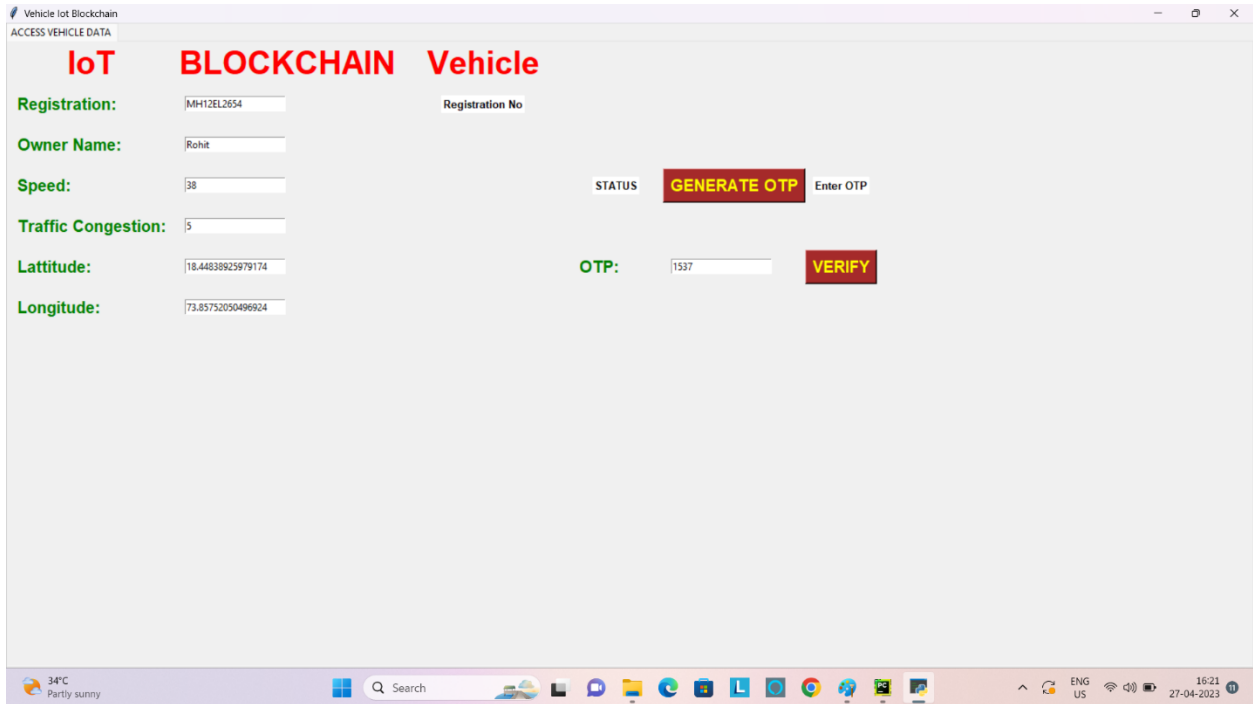 Vehicle Iot Blockchain
ACCESS VEHICLE DATA
IoT BLOCKCHAIN Vehicle
Registration: MH12EL2654 Registration No
Owner Name: Rohit
Speed: 38 STATUS GENERATE OTP Enter OTP
Traffic Congestion: 5
Lattitude: 18.44838925979174 OTP: 1537 VERIFY
Longitude: 73.85752050496924
34°C
Partly sunny
Search
L
PC
ENG
US
16:21
27-04-2023
11